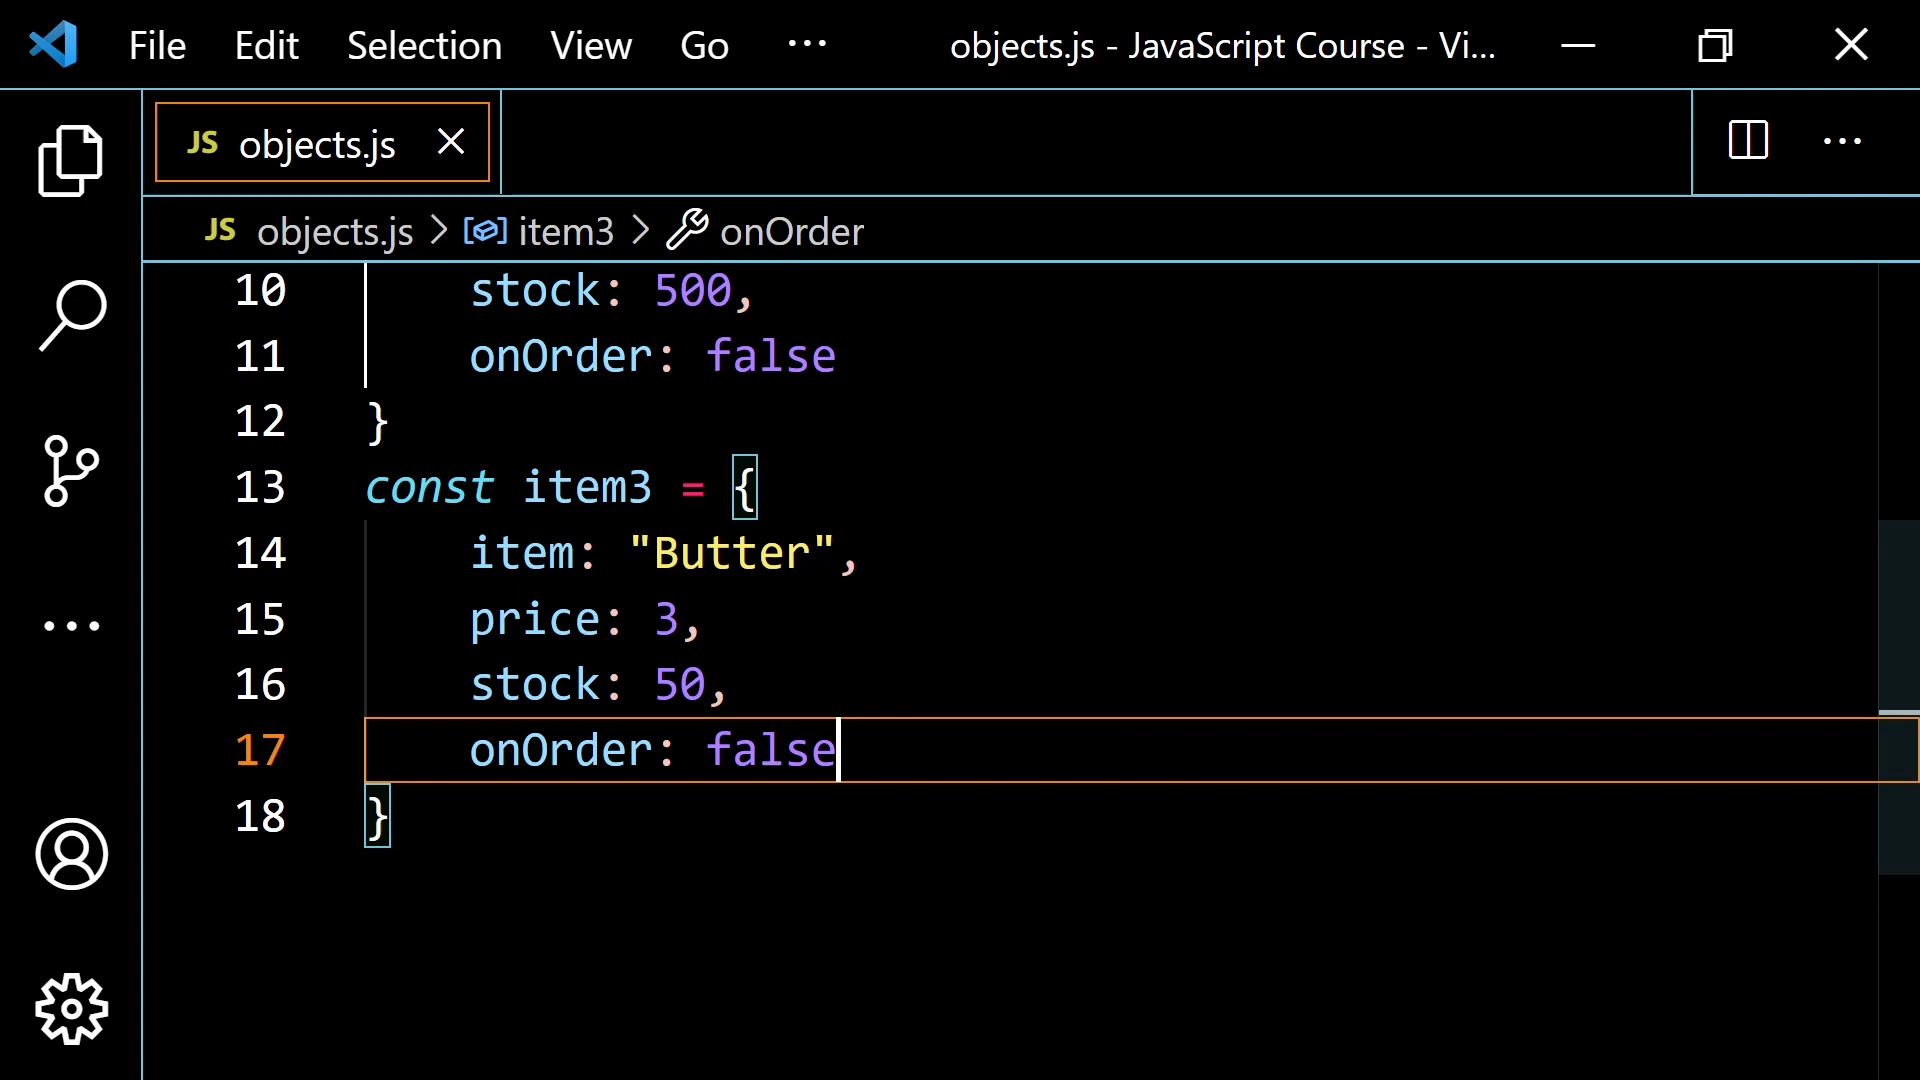 File Edit Selection View Go ··· objects.js - JavaScript Course - Vi...
JS objects.js
JS objects.js > item3 > onOrder
10 stock: 500,
11 onOrder: false
12 }
13 const item3 = {
14 item: "Butter",
15 price: 3,
16 stock: 50,
17 onOrder: false
18 }